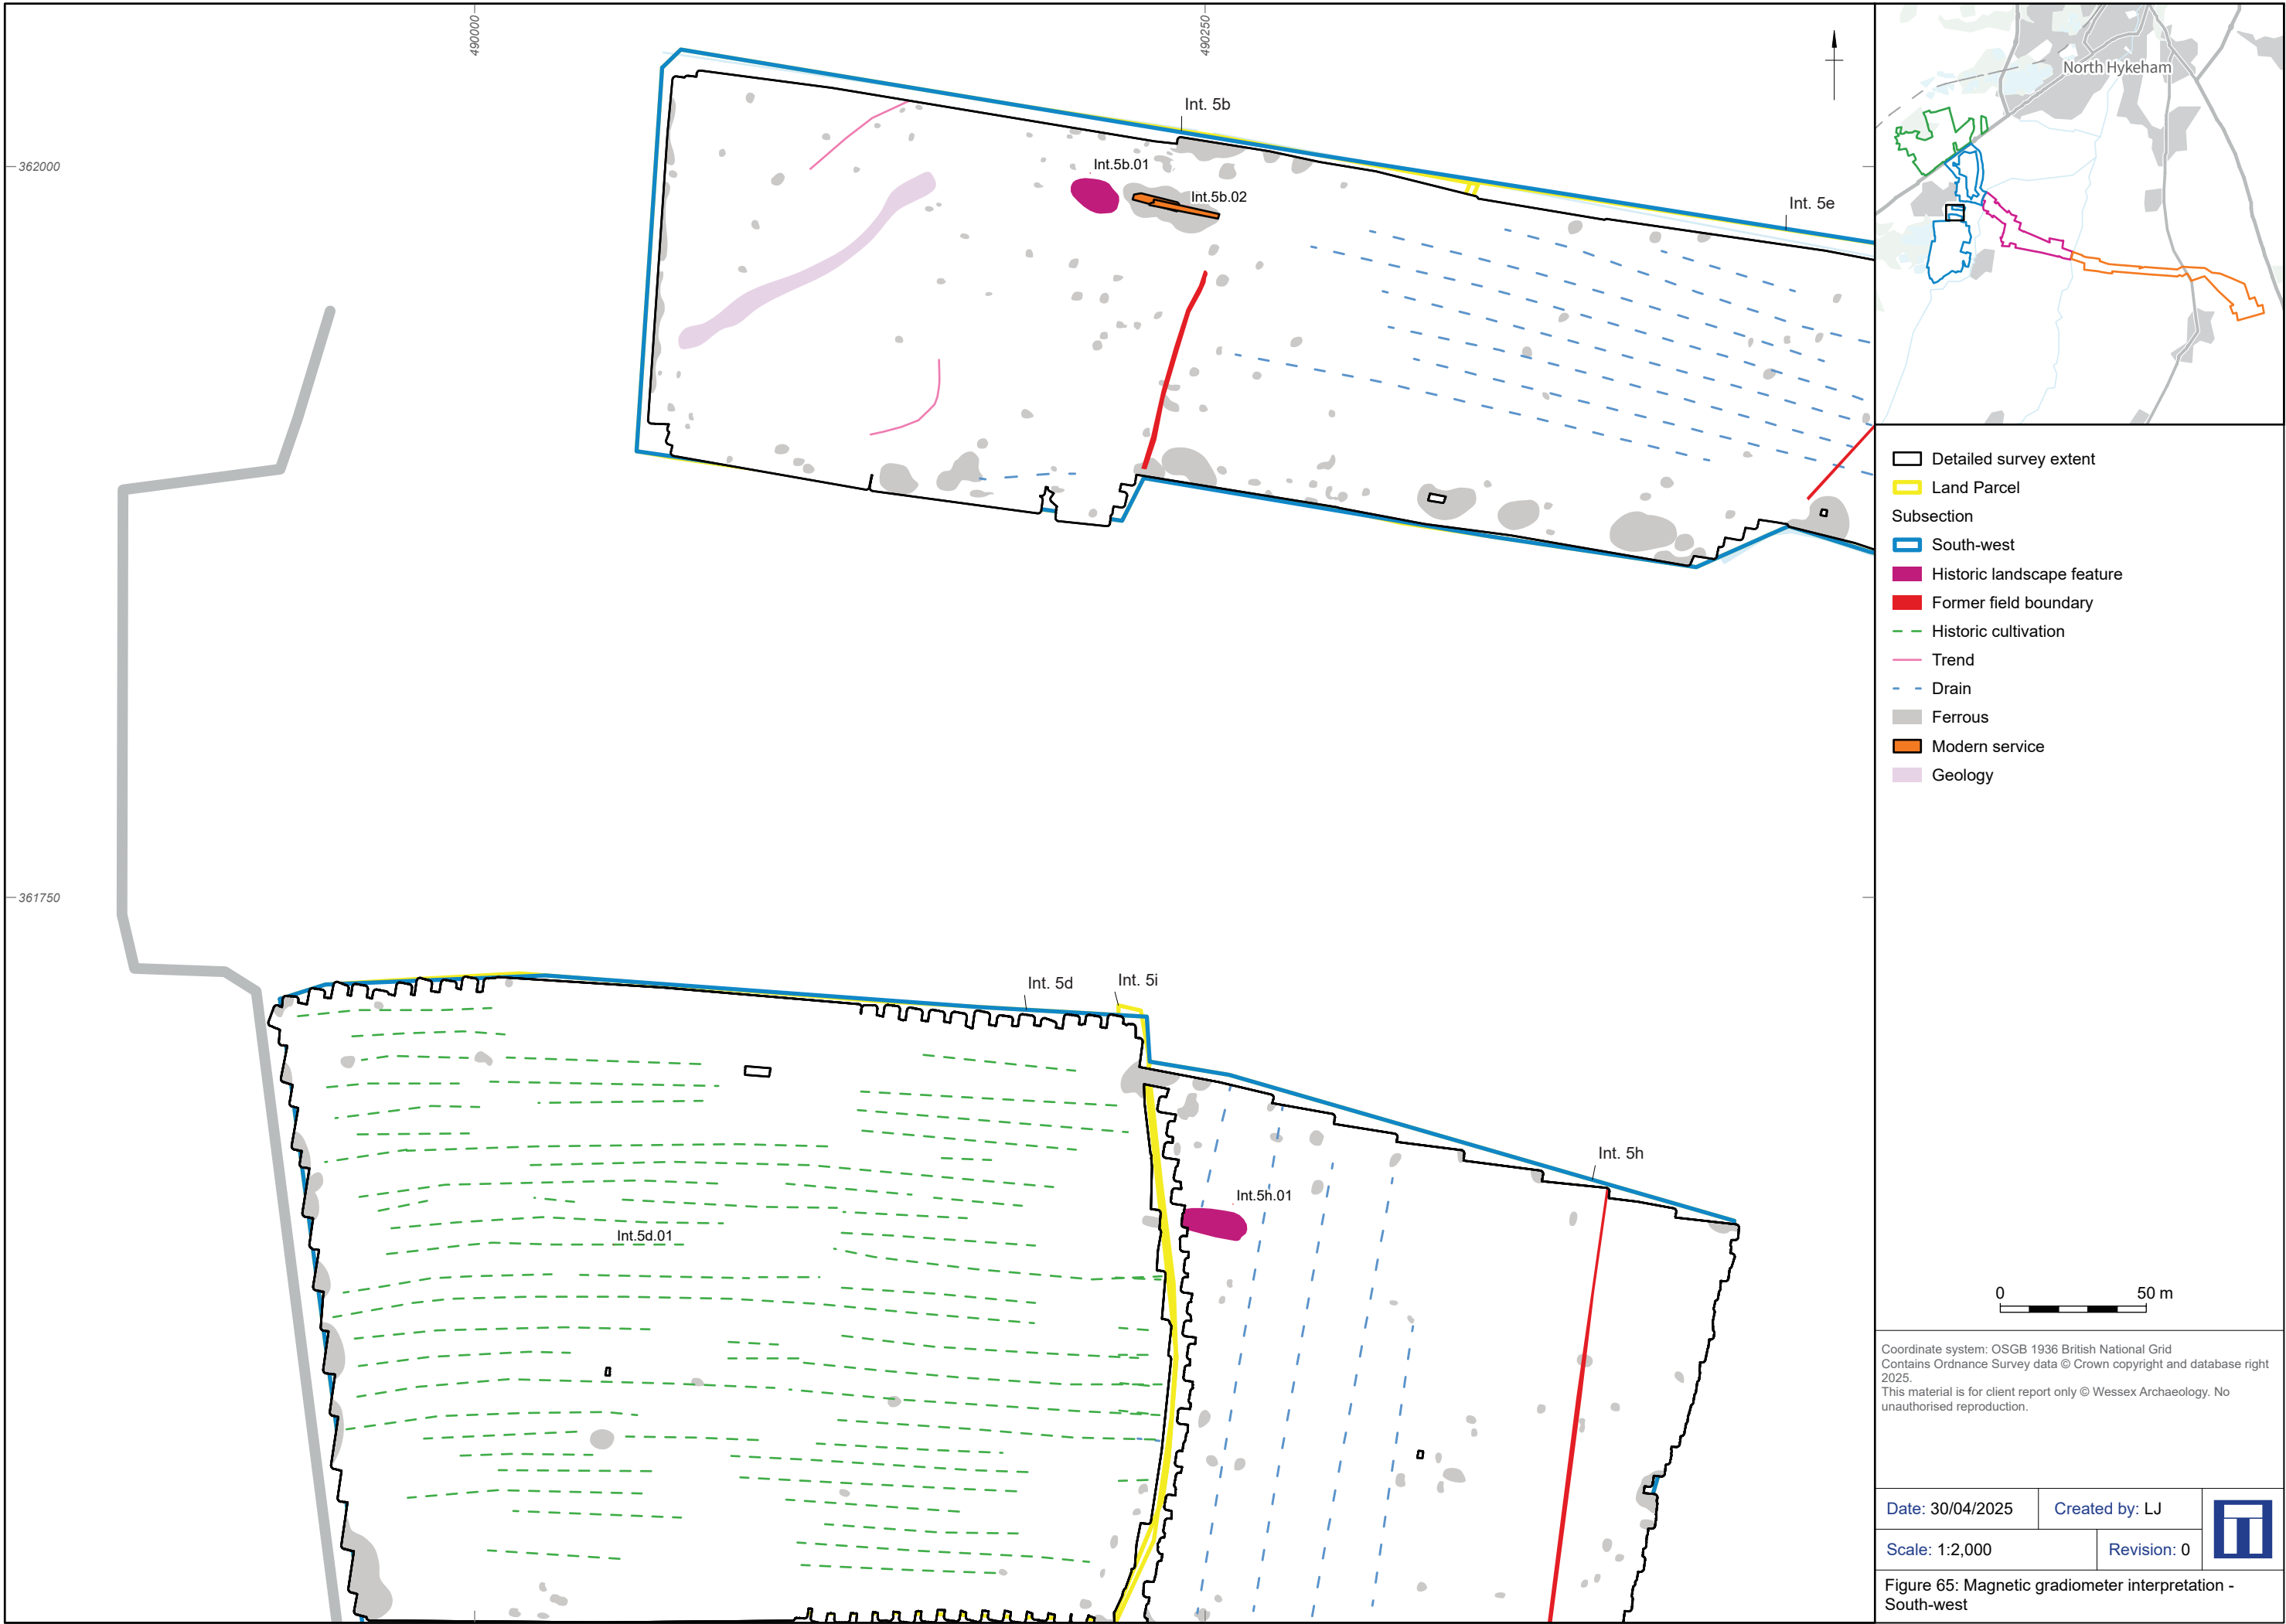 490000
490250
362000
361750
Int. 5b
Int.5b.01
Int.5b.02
Int. 5e
Int. 5d
Int. 5i
Int. 5h
Int.5h.01
Int.5d.01
North Hykeham
Detailed survey extent
Land Parcel
Subsection
South-west
Historic landscape feature
Former field boundary
Historic cultivation
Trend
Drain
Ferrous
Modern service
Geology
0 50 m
Coordinate system: OSGB 1936 British National Grid
Contains Ordnance Survey data © Crown copyright and database right
2025.
This material is for client report only © Wessex Archaeology. No
unauthorised reproduction.
Date: 30/04/2025
Created by: LJ
Scale: 1:2,000
Revision: 0
Figure 65: Magnetic gradiometer interpretation -
South-west